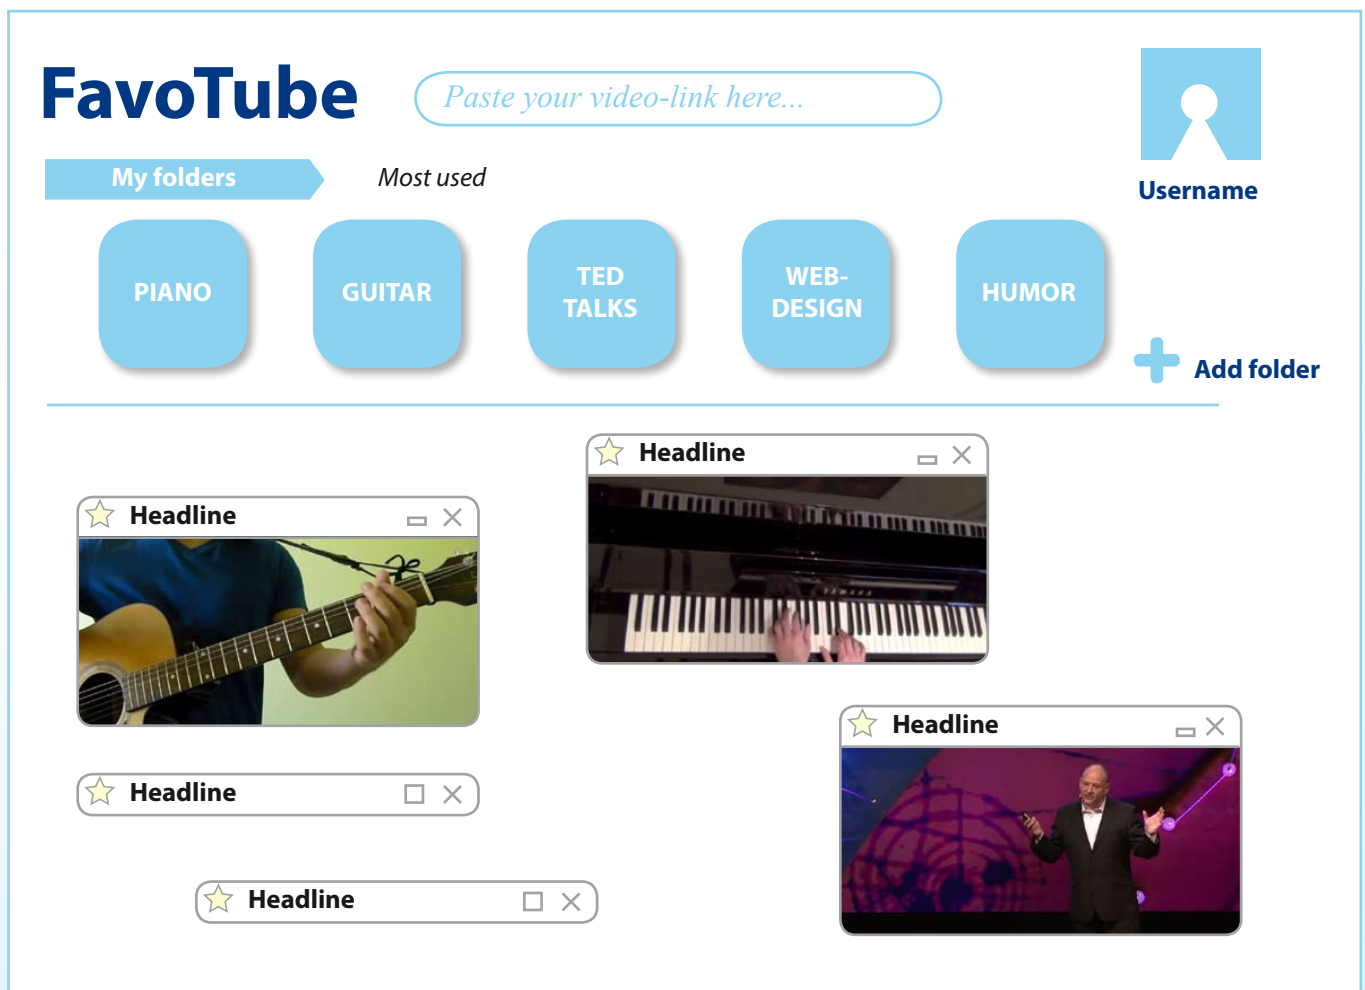 FavoTube
Paste your video-link here...
Username
My folders
Most used
PIANO
GUITAR
TED
TALKS
WEB-
DESIGN
HUMOR
Add folder
Headline
YAMAHA
Headline
Headline
Headline
Headline